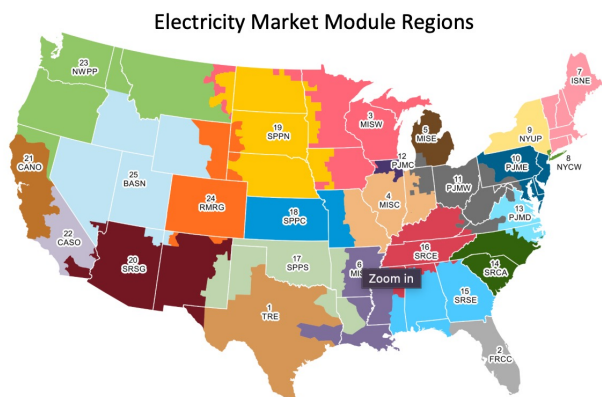 Electricity Market Module Regions
23
NWPP
7
ISNE
3
MISW
5
MISE
9
NYUP
19
SPPN
12
PJMC
8
NYCW
21
CANO
10
PJME
25
BASN
11
PJMW
24
RMRG
4
MISC
13
PJMD
18
SPPC
22
CASO
16
SRCE
17
SPPS
20
SRSG
6
MIS
Zoom in
14
SRCA
1
TRE
15
SRSE
2
FRCC